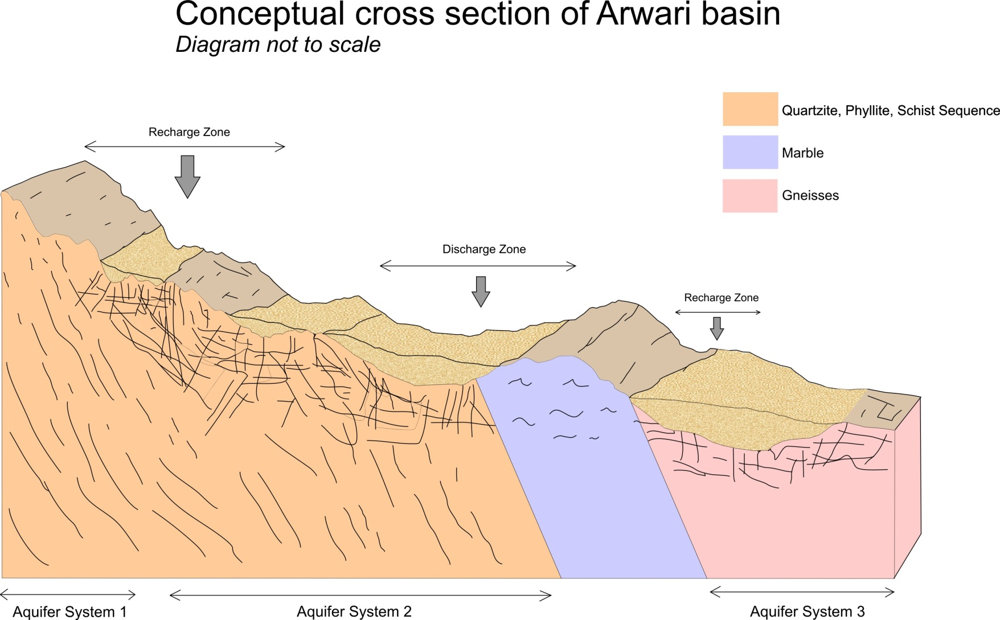 Conceptual cross section of Arwari basin
Diagram not to scale
Quartzite, Phyllite, Schist Sequence
Recharge Zone
Marble
Gneisses
Discharge Zone
Recharge Zone
Aquifer System 1
Aquifer System 2
Aquifer System 3